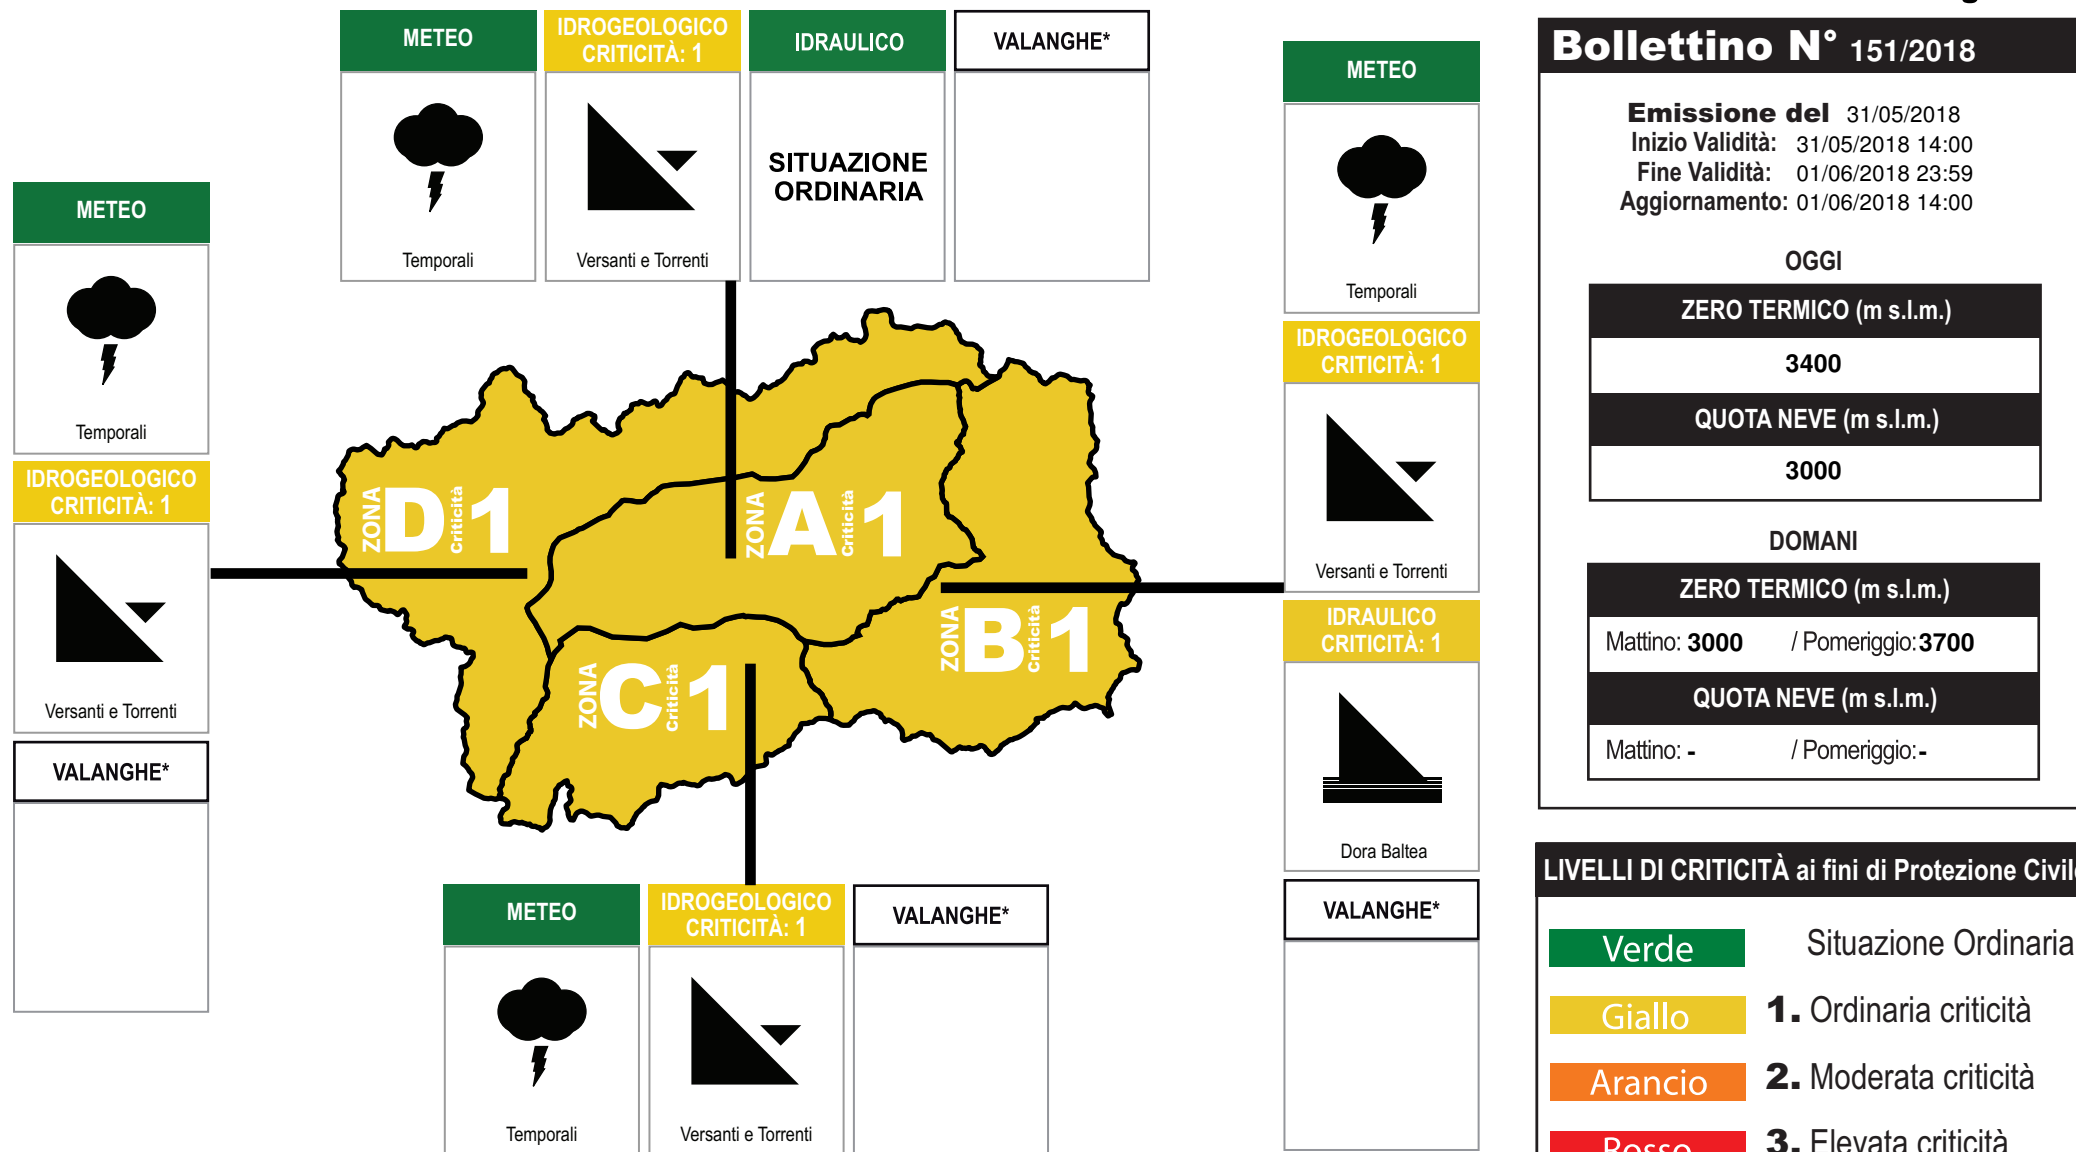 METEO
IDROGEOLOGICO
CRITICITÀ: 1
IDRAULICO
VALANGHE*
Temporali
Versanti e Torrenti
SITUAZIONE
ORDINARIA
METEO
Temporali
IDROGEOLOGICO
CRITICITÀ: 1
Versanti e Torrenti
VALANGHE*
ZONA D Criticità 1
ZONA A Criticità 1
ZONA B Criticità 1
ZONA C Criticità 1
METEO
Temporali
IDROGEOLOGICO
CRITICITÀ: 1
Versanti e Torrenti
IDRAULICO
CRITICITÀ: 1
Dora Baltea
VALANGHE*
METEO
IDROGEOLOGICO
CRITICITÀ: 1
VALANGHE*
Temporali
Versanti e Torrenti
Bollettino N° 151/2018
Emissione del 31/05/2018
Inizio Validità: 31/05/2018 14:00
Fine Validità: 01/06/2018 23:59
Aggiornamento: 01/06/2018 14:00
OGGI
ZERO TERMICO (m s.l.m.)
3400
QUOTA NEVE (m s.l.m.)
3000
DOMANI
ZERO TERMICO (m s.l.m.)
Mattino: 3000 / Pomeriggio: 3700
QUOTA NEVE (m s.l.m.)
Mattino: - / Pomeriggio: -
LIVELLI DI CRITICITÀ ai fini di Protezione Civile
Verde Situazione Ordinaria
Giallo 1. Ordinaria criticità
Arancio 2. Moderata criticità
Rosso 3. Elevata criticità